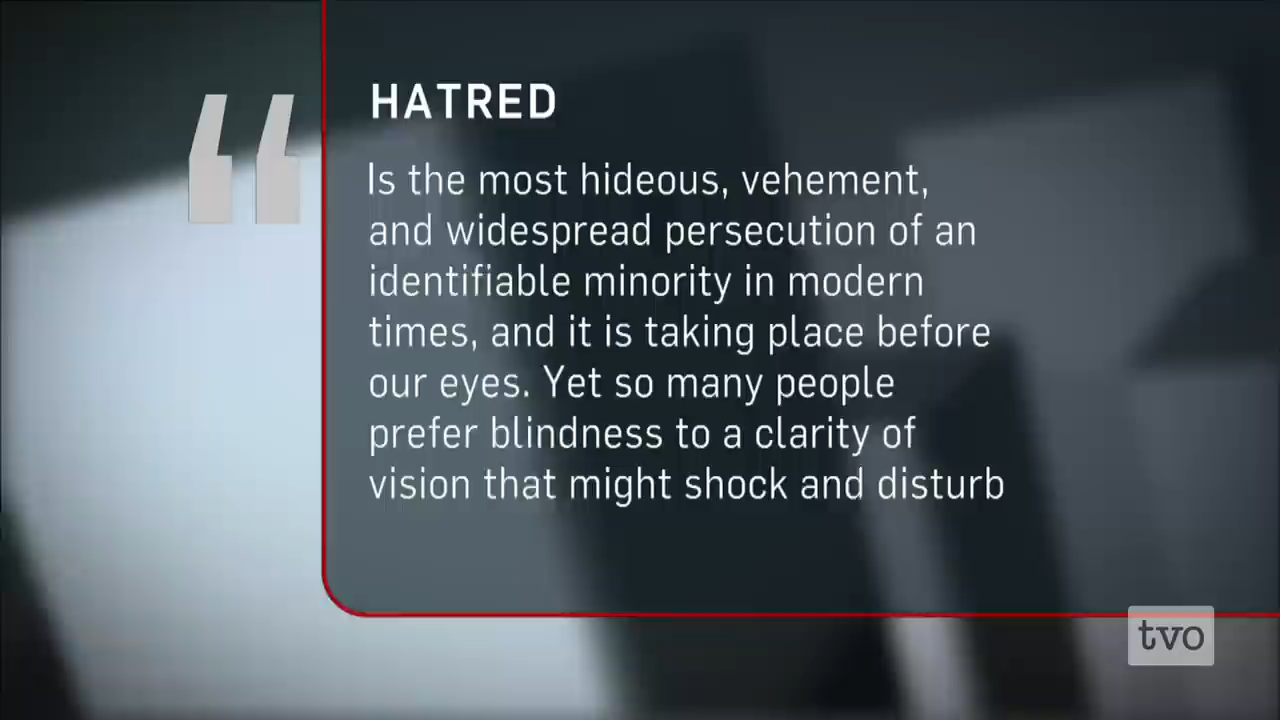 “
HATRED
Is the most hideous, vehement,
and widespread persecution of an
identifiable minority in modern
times, and it is taking place before
our eyes. Yet so many people
prefer blindness to a clarity of
vision that might shock and disturb
tvo